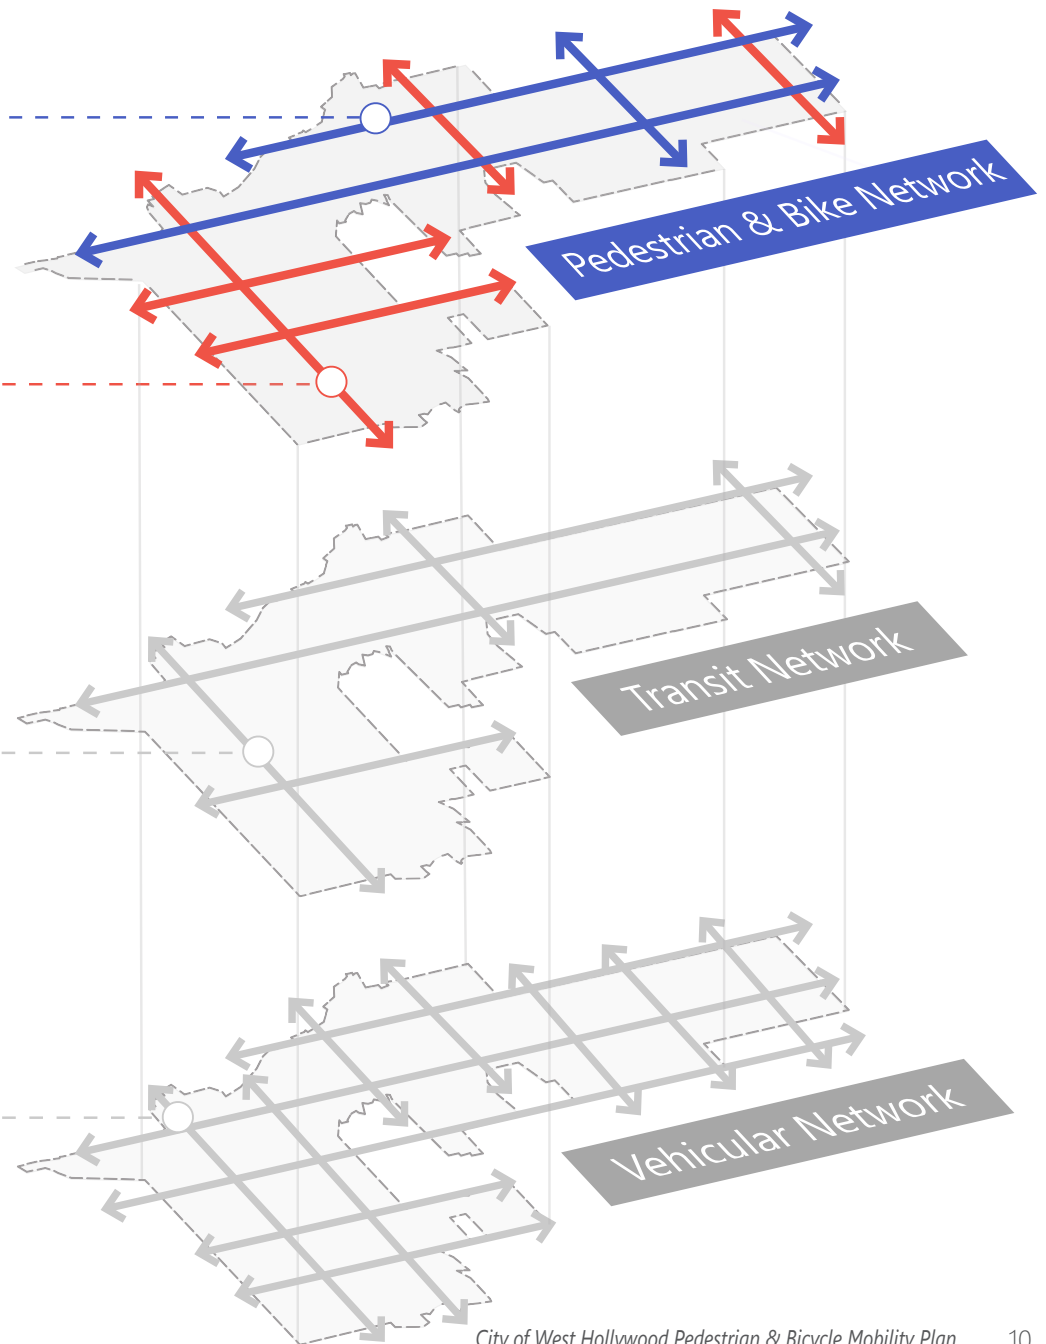 Pedestrian & Bike Network
Transit Network
Vehicular Network
City of West Hollywood Pedestrian & Bicycle Mobility Plan 10